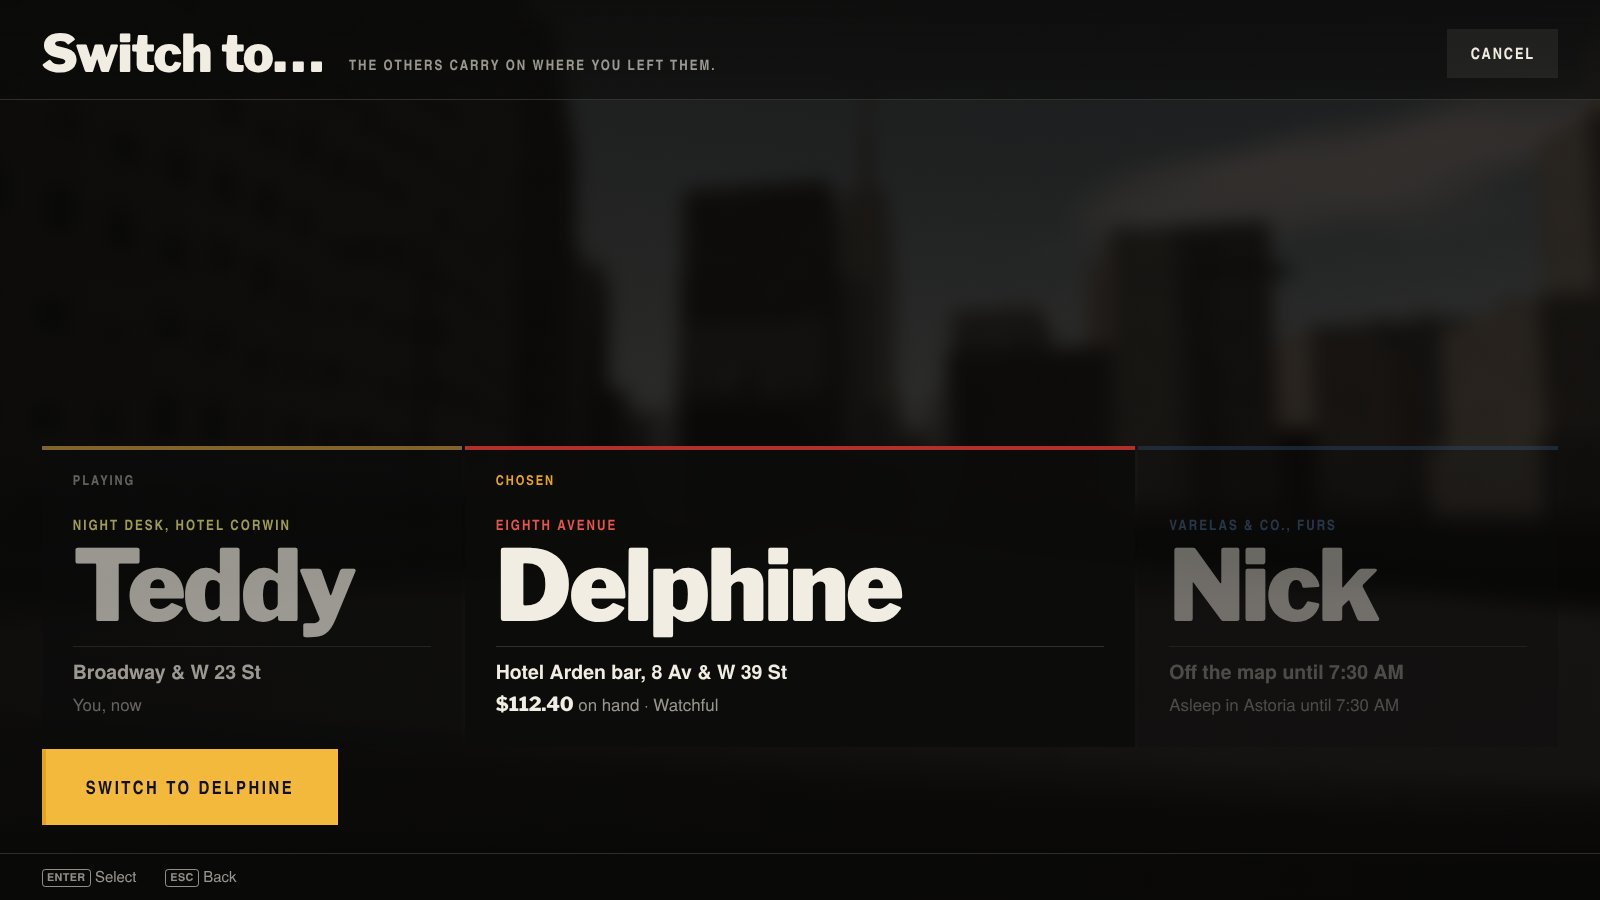 Switch to...
THE OTHERS CARRY ON WHERE YOU LEFT THEM.
CANCEL
PLAYING
NIGHT DESK, HOTEL CORWIN
Teddy
Broadway & W 23 St
You, now
CHOSEN
EIGHTH AVENUE
Delphine
Hotel Arden bar, 8 Av & W 39 St
$112.40 on hand · Watchful
VARELAS & CO., FURS
Nick
Off the map until 7:30 AM
Asleep in Astoria until 7:30 AM
SWITCH TO DELPHINE
ENTER Select
ESC Back